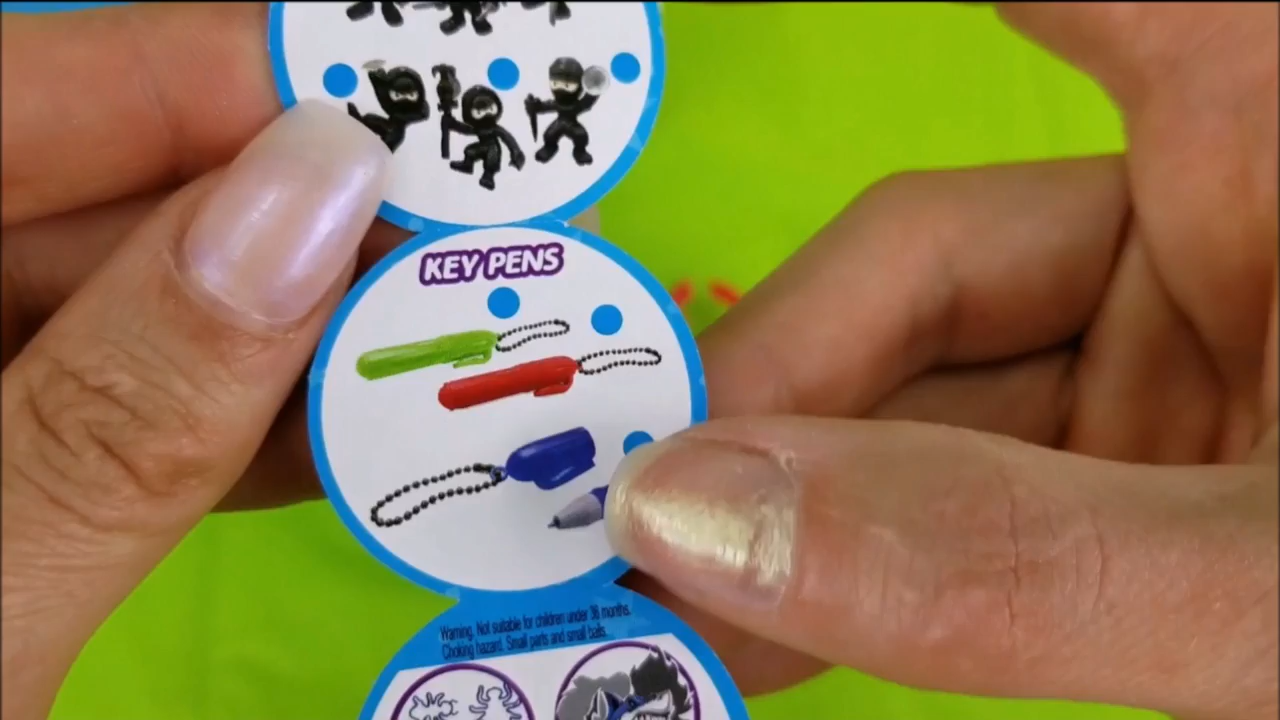 KEY PENS
Warning. Not suitable for children under 36 months.
Choking hazard. Small parts and small balls.